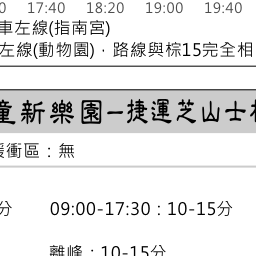 17:40 18:20 19:00 19:40
車左線(指南宮)
左線(動物園)，路線與棕15完全相
童新樂園－捷運芝山士
緩衝區：無
分 09:00-17:30：10-15分
離峰：10-15分